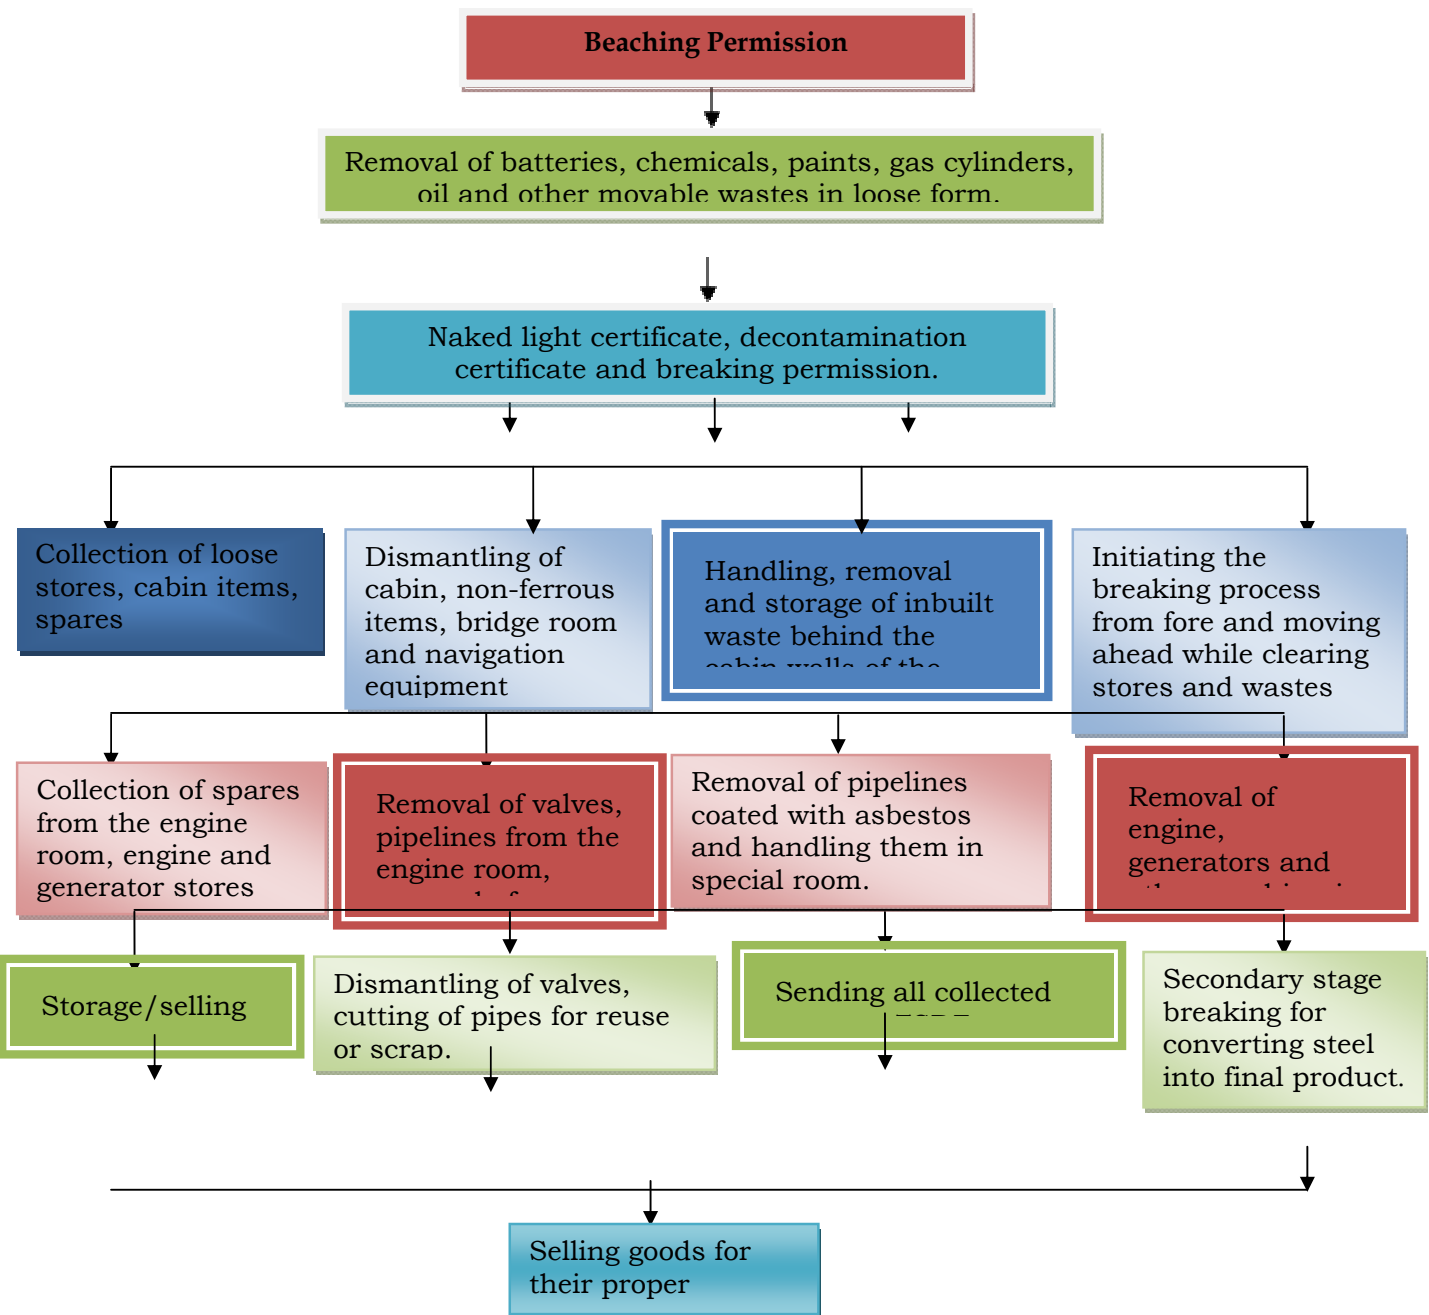 Beaching Permission
Removal of batteries, chemicals, paints, gas cylinders,
oil and other movable wastes in loose form.
Naked light certificate, decontamination
certificate and breaking permission.
Collection of loose
stores, cabin items,
spares
Dismantling of
cabin, non-ferrous
items, bridge room
and navigation
equipment
Handling, removal
and storage of inbuilt
waste behind the
cabin walls of the
Initiating the
breaking process
from fore and moving
ahead while clearing
stores and wastes
Collection of spares
from the engine
room, engine and
generator stores
Removal of valves,
pipelines from the
engine room,
Removal of pipelines
coated with asbestos
and handling them in
special room.
Removal of
engine,
generators and
Storage/selling
Dismantling of valves,
cutting of pipes for reuse
or scrap.
Sending all collected
Secondary stage
breaking for
converting steel
into final product.
Selling goods for
their proper